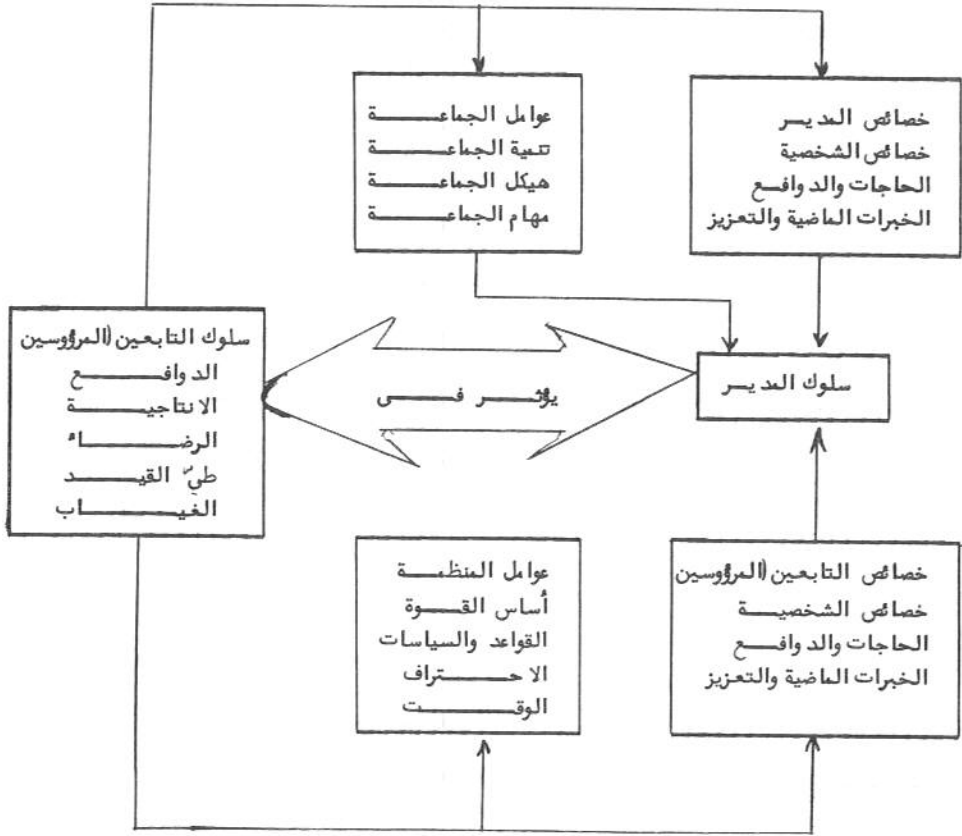 عوامل الجماعة
تنمية الجماعة
هيكل الجماعة
مهام الجماعة
خصائص المدير
خصائص الشخصية
الحاجات والدوافع
الخبرات الماضية والتعزيز
سلوك المدير
يؤثر فى
سلوك التابعين (المرؤوسين
الدوافع
الانتاجية
الرضاء
القيد
الغياب
عوامل المنظمة
أساس القوة
القواعد والسياسات
الاحتراف
الوقت
خصائص التابعين (المرؤوسين
خصائص الشخصية
الحاجات والدوافع
الخبرات الماضية والتعزيز